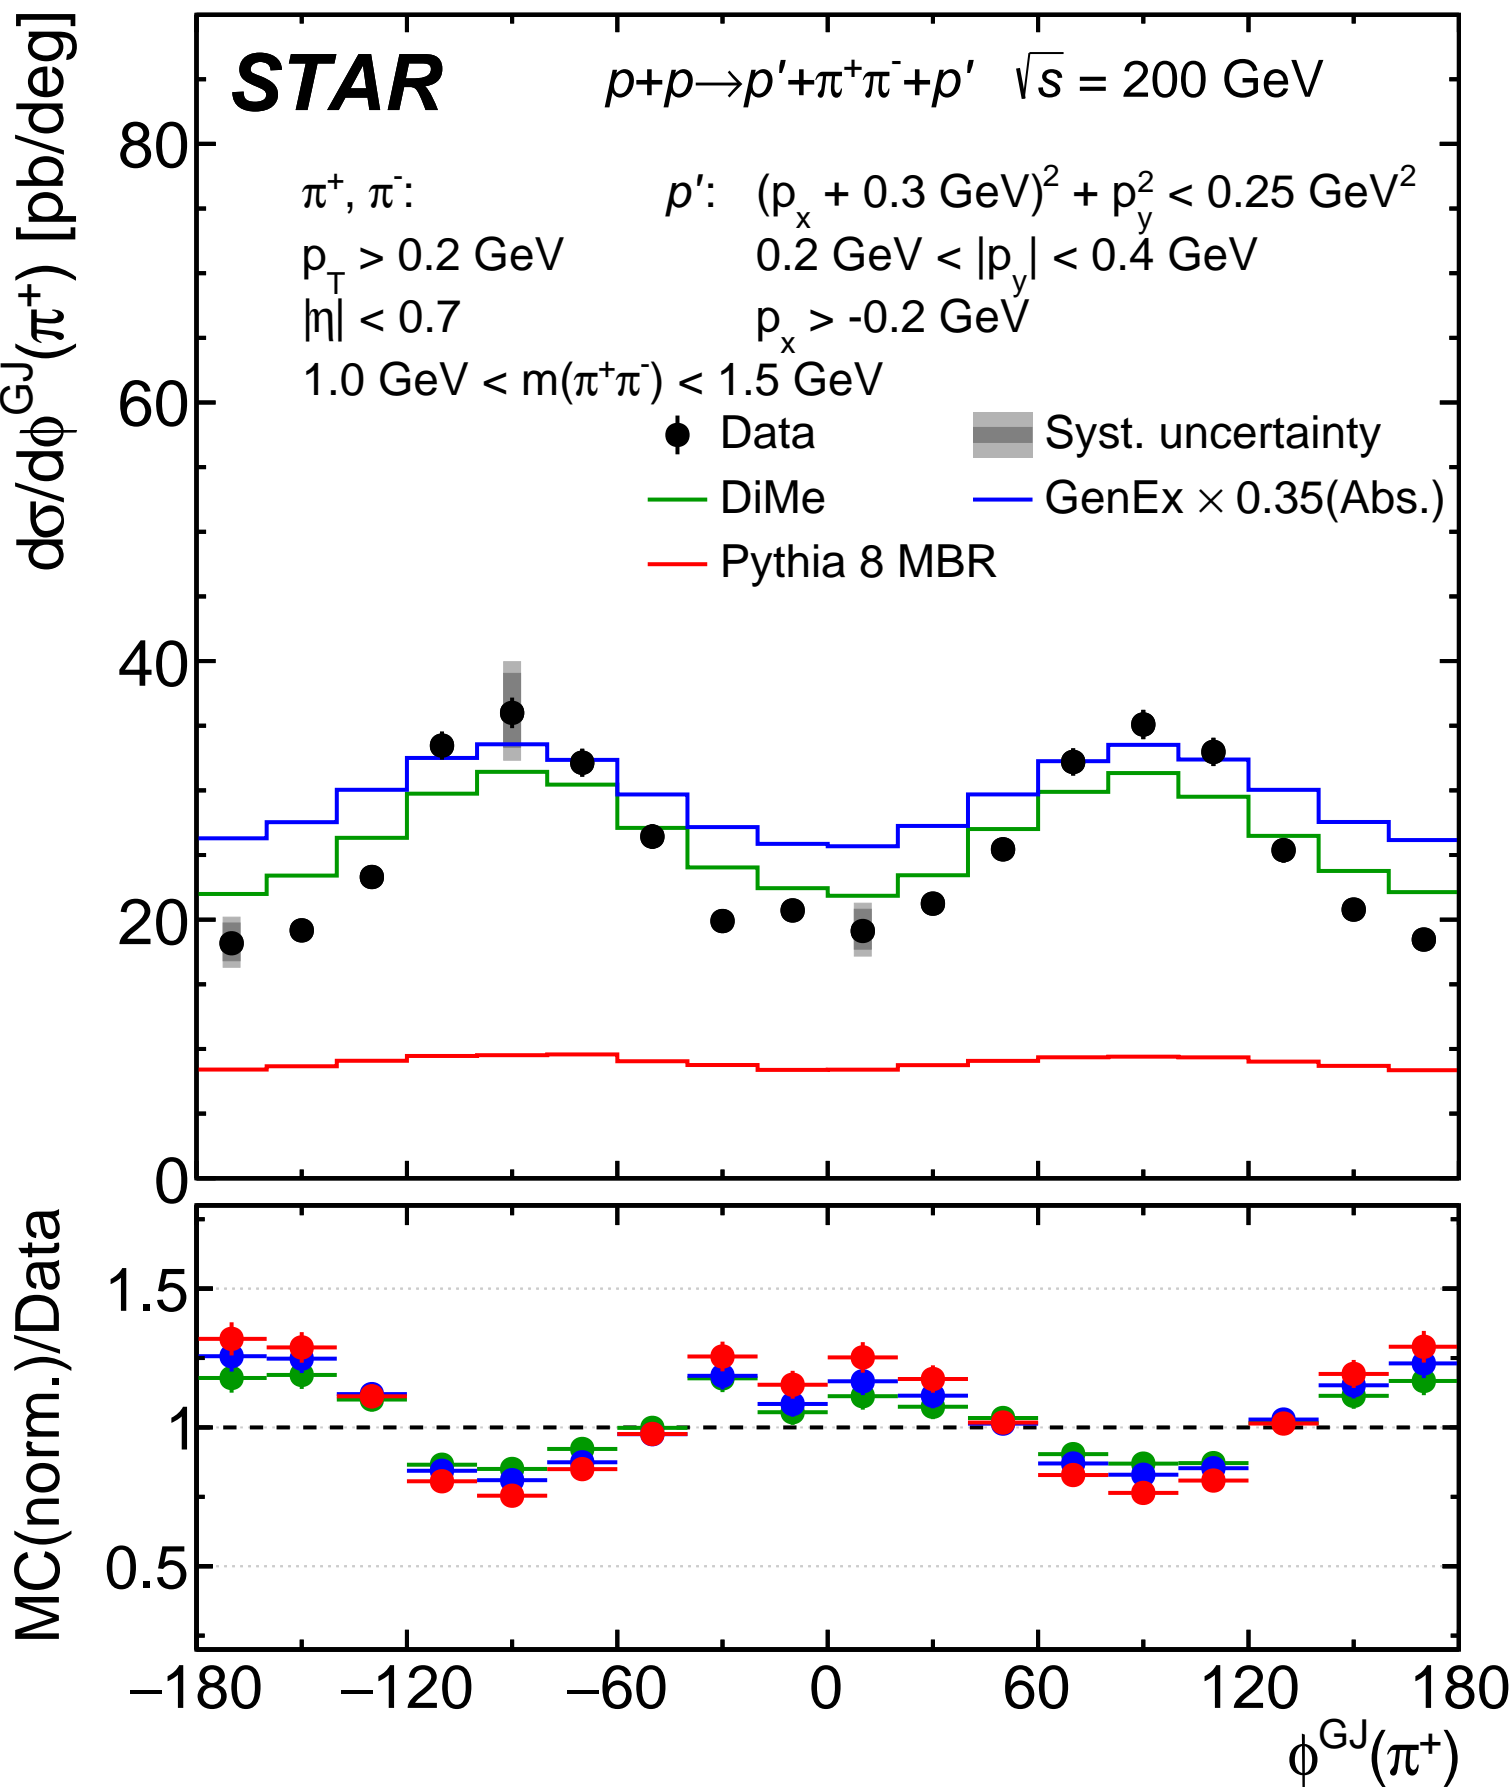 dσ/dϕ^GJ(π⁺) [pb/deg]
STAR p+p→p′+π⁺π⁻+p′ √s = 200 GeV
π⁺, π⁻: p′: (p_x + 0.3 GeV)² + p_y² < 0.25 GeV²
p_T > 0.2 GeV 0.2 GeV < |p_y| < 0.4 GeV
|η| < 0.7 p_x > -0.2 GeV
1.0 GeV < m(π⁺π⁻) < 1.5 GeV
Data Syst. uncertainty
DiMe GenEx × 0.35(Abs.)
Pythia 8 MBR
80
60
40
20
0
MC(norm.)/Data
1.5
1
0.5
−180 −120 −60 0 60 120 180
ϕ^GJ(π⁺)